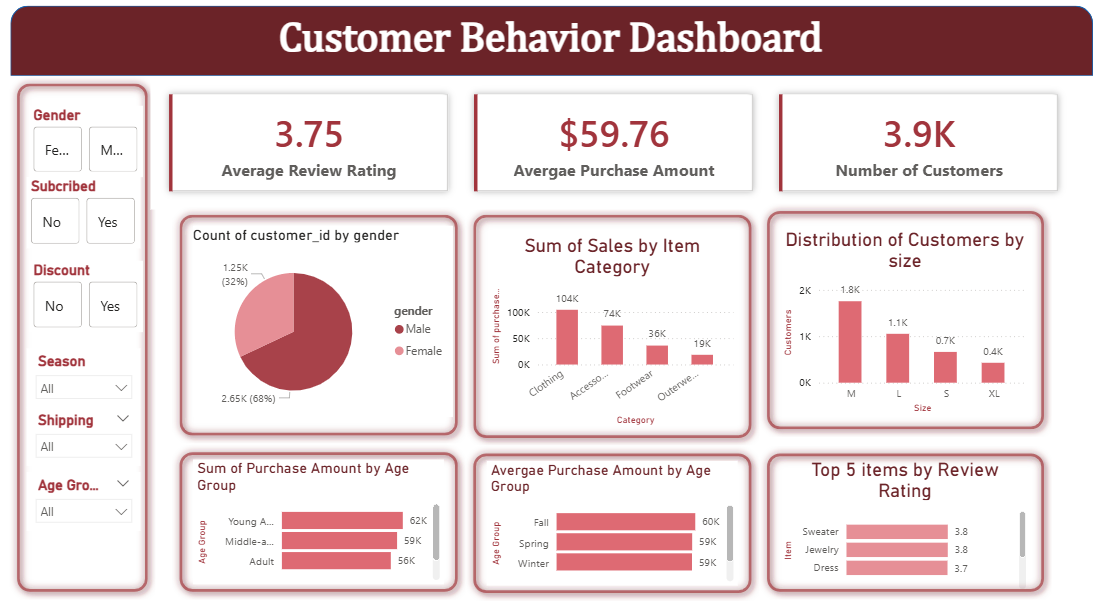 Customer Behavior Dashboard
Gender
Fe...
M...
Subcribed
No
Yes
Discount
No
Yes
Season
All
Shipping
All
Age Gro...
All
3.75
Average Review Rating
$59.76
Avergae Purchase Amount
3.9K
Number of Customers
Count of customer_id by gender
1.25K
(32%)
2.65K (68%)
gender
Male
Female
Sum of Sales by Item
Category
Sum of purchase...
100K
50K
0K
104K
74K
36K
19K
Clothing
Accesso...
Footwear
Outerwe...
Category
Distribution of Customers by
size
Customers
2K
1K
0K
1.8K
1.1K
0.7K
0.4K
M
L
S
XL
Size
Sum of Purchase Amount by Age
Group
Age Group
Young A...
62K
Middle-a...
59K
Adult
56K
Avergae Purchase Amount by Age
Group
Age Group
Fall
60K
Spring
59K
Winter
59K
Top 5 items by Review
Rating
Item
Sweater
3.8
Jewelry
3.8
Dress
3.7